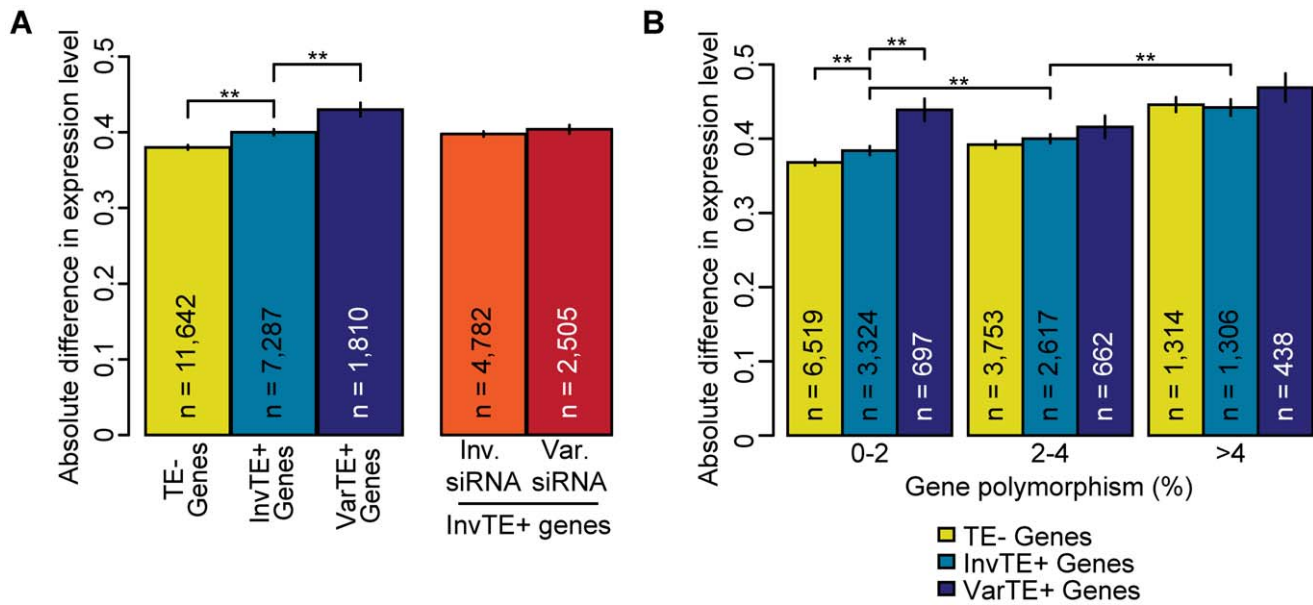 A
Absolute difference in expression level
0.5
0.4
0.3
0.2
0.1
0
**
**
n = 11,642
n = 7,287
n = 1,810
n = 4,782
n = 2,505
TE-
Genes
InvTE+
Genes
VarTE+
Genes
Inv.
siRNA
Var.
siRNA
InvTE+ genes
B
Absolute difference in expression level
0.5
0.4
0.3
0.2
0.1
0
**
**
**
**
n = 6,519
n = 3,324
n = 697
n = 3,753
n = 2,617
n = 662
n = 1,314
n = 1,306
n = 438
0-2
2-4
>4
Gene polymorphism (%)
TE- Genes
InvTE+ Genes
VarTE+ Genes